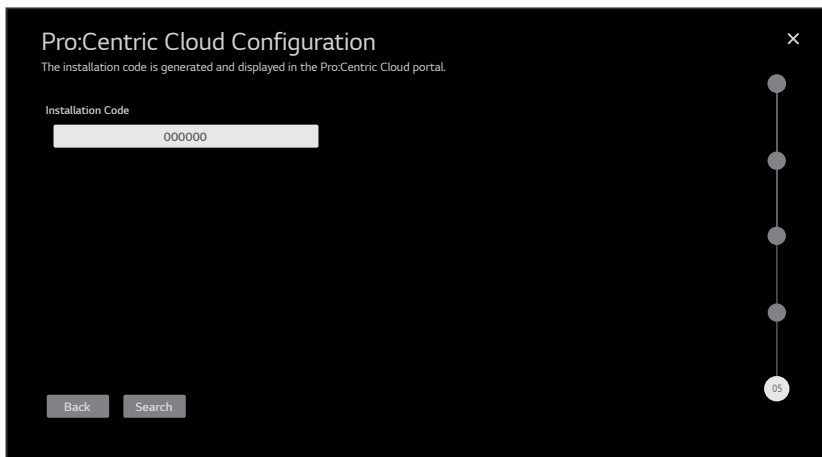 Pro:Centric Cloud Configuration
The installation code is generated and displayed in the Pro:Centric Cloud portal.
Installation Code
000000
Back Search
05